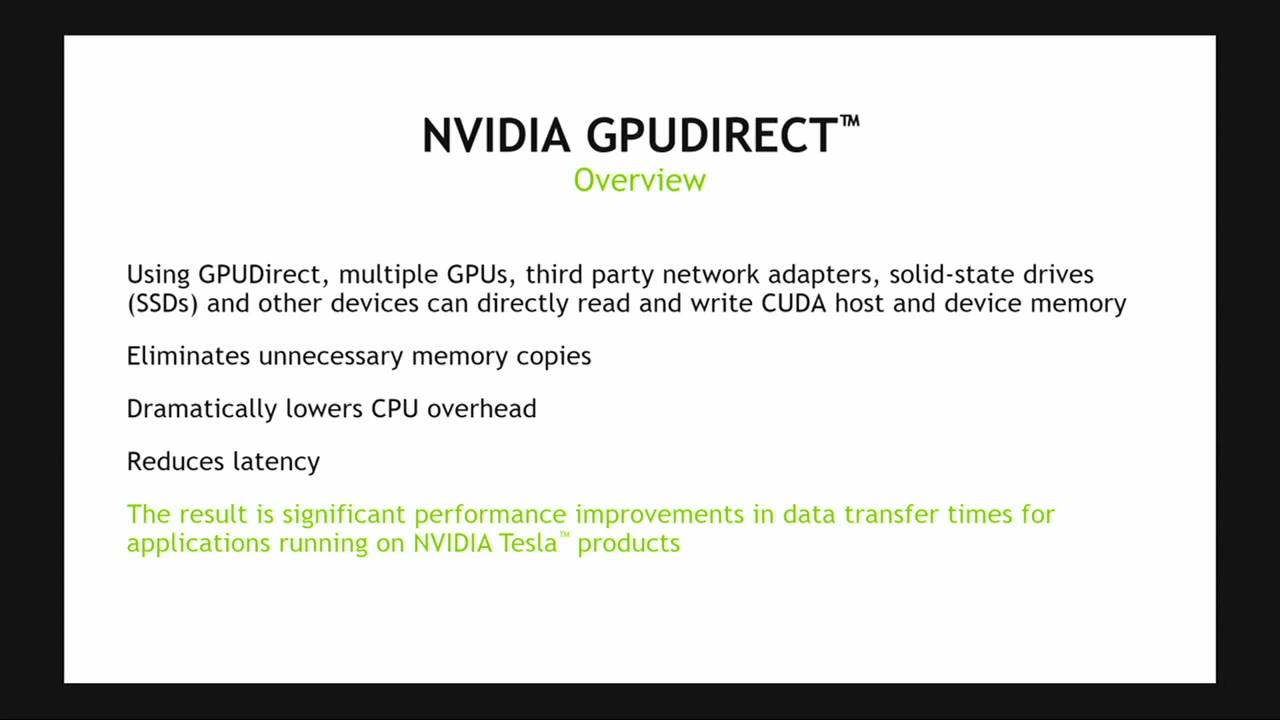 NVIDIA GPUDIRECT™
Overview
Using GPUDirect, multiple GPUs, third party network adapters, solid-state drives
(SSDs) and other devices can directly read and write CUDA host and device memory
Eliminates unnecessary memory copies
Dramatically lowers CPU overhead
Reduces latency
The result is significant performance improvements in data transfer times for
applications running on NVIDIA Tesla™ products